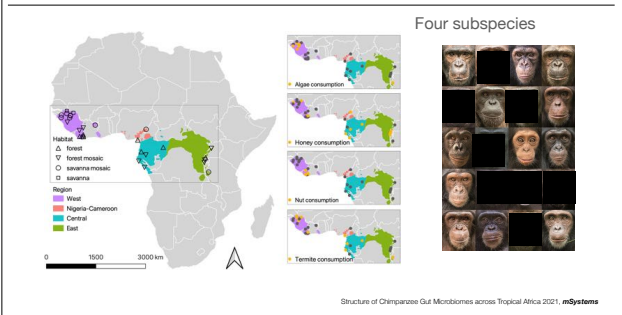 Four subspecies
Algae consumption
Honey consumption
Nut consumption
Termite consumption
Habitat
forest
forest mosaic
savanna mosaic
savanna
Region
West
Nigeria-Cameroon
Central
East
0 1500 3000 km
Structure of Chimpanzee Gut Microbiomes across Tropical Africa 2021, mSystems